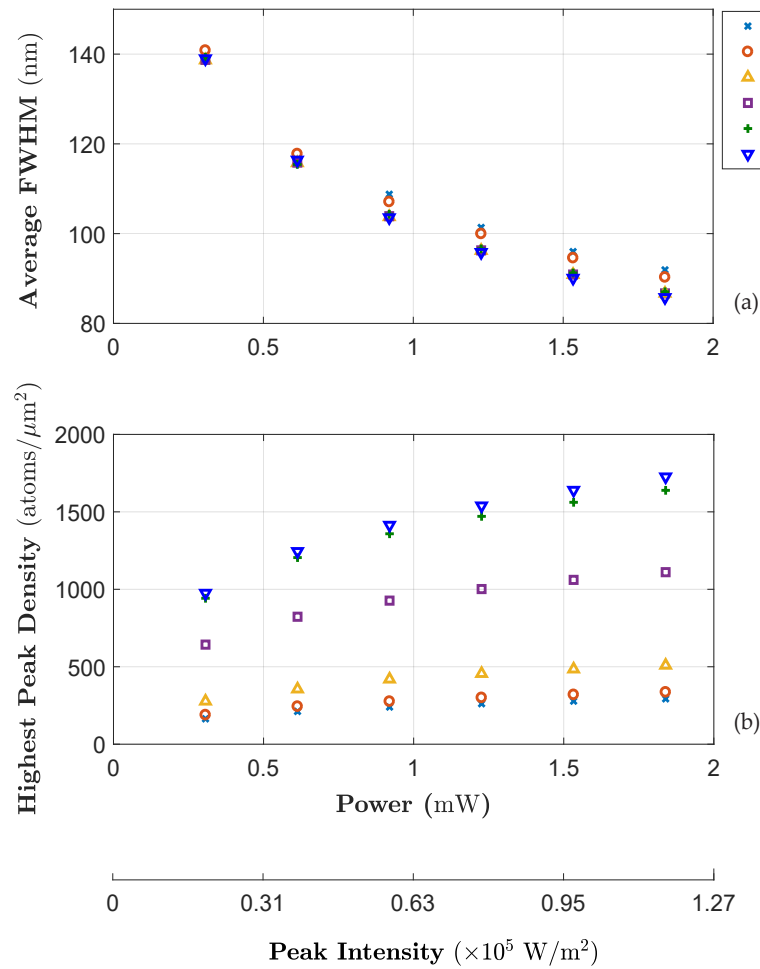 Average FWHM (nm)
140
120
100
80
0 0.5 1 1.5 2
(a)
Highest Peak Density (atoms/μm²)
2000
1500
1000
500
0
0 0.5 1 1.5 2
(b)
Power (mW)
0 0.31 0.63 0.95 1.27
Peak Intensity (×10⁵ W/m²)